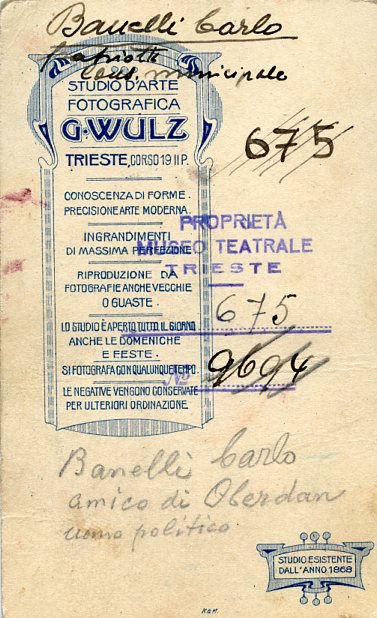 Banelli Carlo
patriotta
Cons. municipale
STUDIO D'ARTE
FOTOGRAFICA
G. WULZ
TRIESTE, CORSO 19 II P.
675
CONOSCENZA DI FORME.
PRECISIONE ARTE MODERNA.
PROPRIETÀ
MUSEO TEATRALE
TRIESTE
INGRANDIMENTI
DI MASSIMA PERFEZIONE
RIPRODUZIONE DA
FOTOGRAFIE ANCHE VECCHIE
O GUASTE.
675
LO STUDIO È APERTO TUTTO IL GIORNO
ANCHE LE DOMENICHE
E FESTE.
SI FOTOGRAFA CON QUALUNQUE TEMPO.
No 9694
LE NEGATIVE VENGONO CONSERVATE
PER ULTERIORI ORDINAZIONE.
Banelli Carlo
amico di Oberdan
uomo politico
STUDIO ESISTENTE
DALL'ANNO 1868